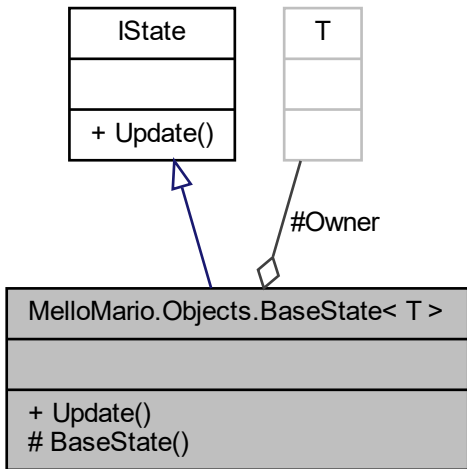 IState
T
+ Update()
#Owner
MelloMario.Objects.BaseState< T >
+ Update()
# BaseState()